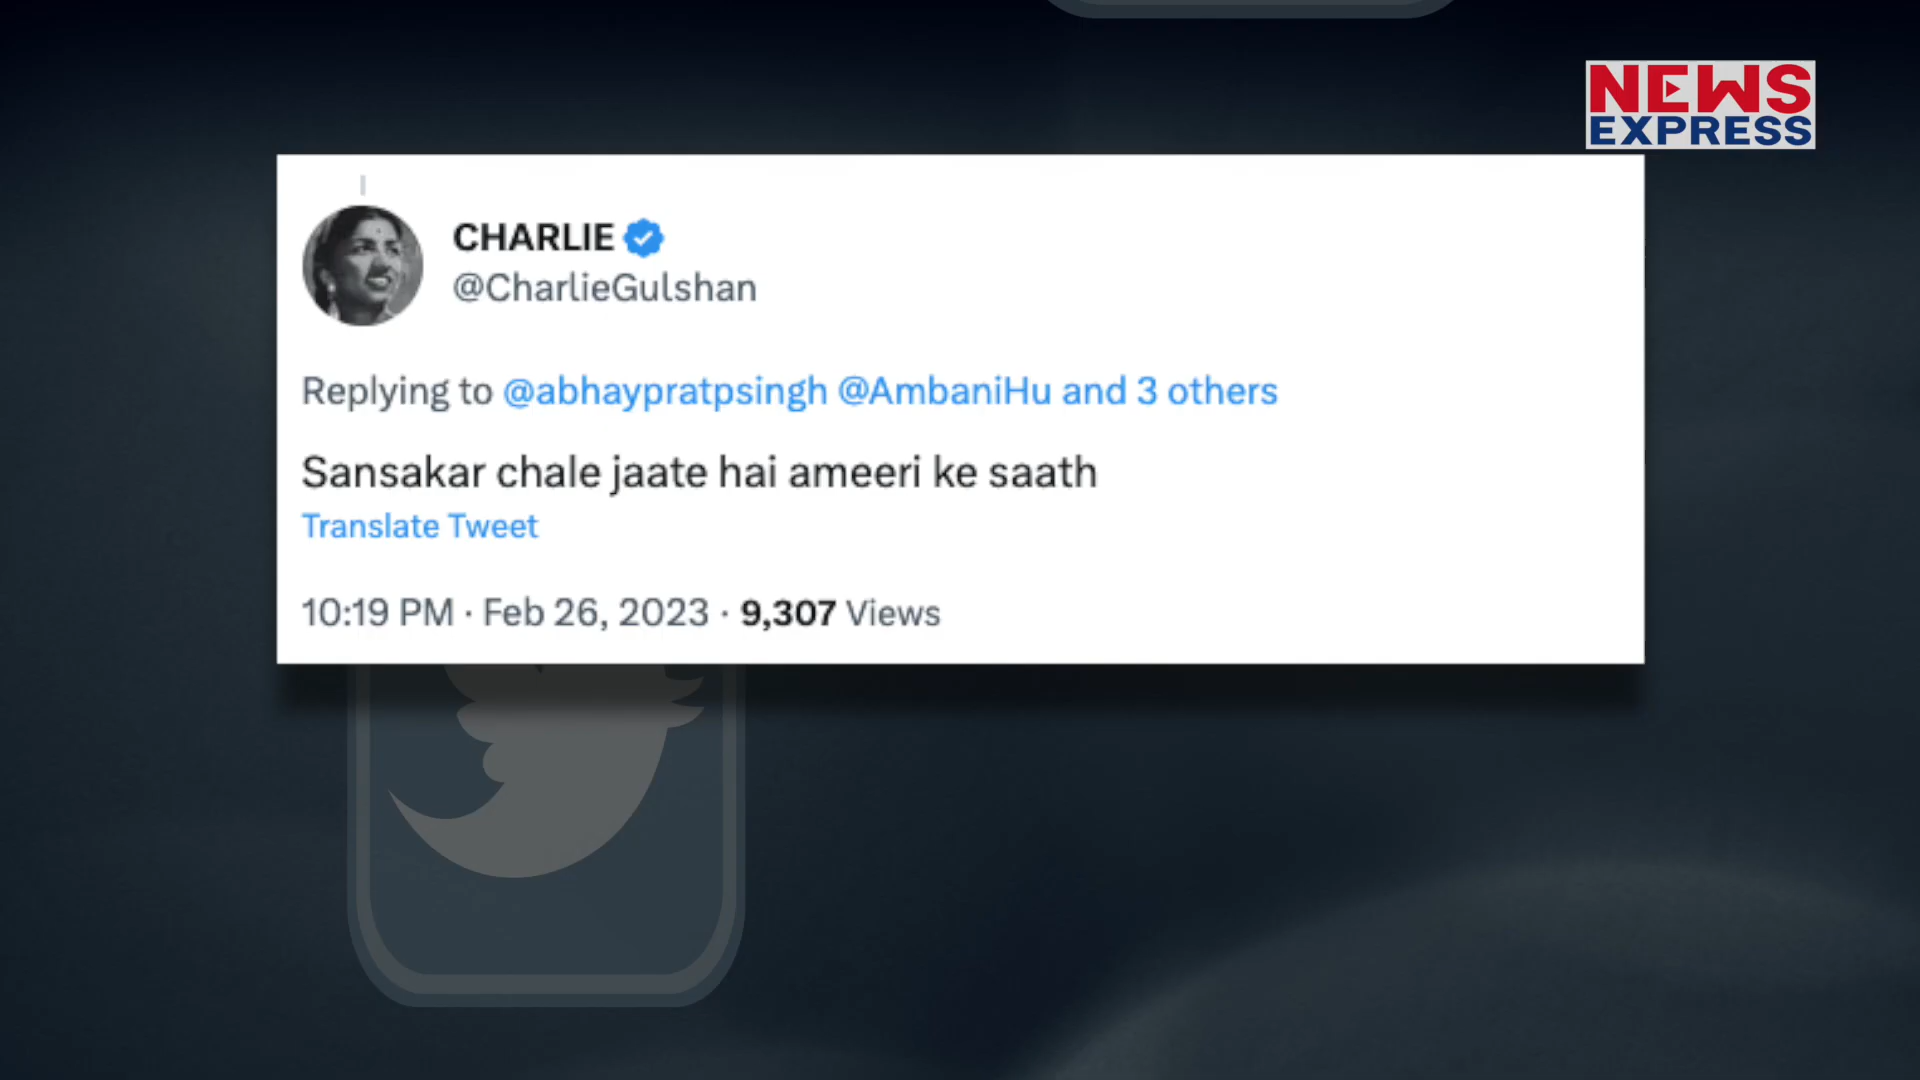 NEWS
EXPRESS
CHARLIE
@CharlieGulshan
Replying to @abhaypratpsingh @AmbaniHu and 3 others
Sansakar chale jaate hai ameeri ke saath
Translate Tweet
10:19 PM · Feb 26, 2023 · 9,307 Views